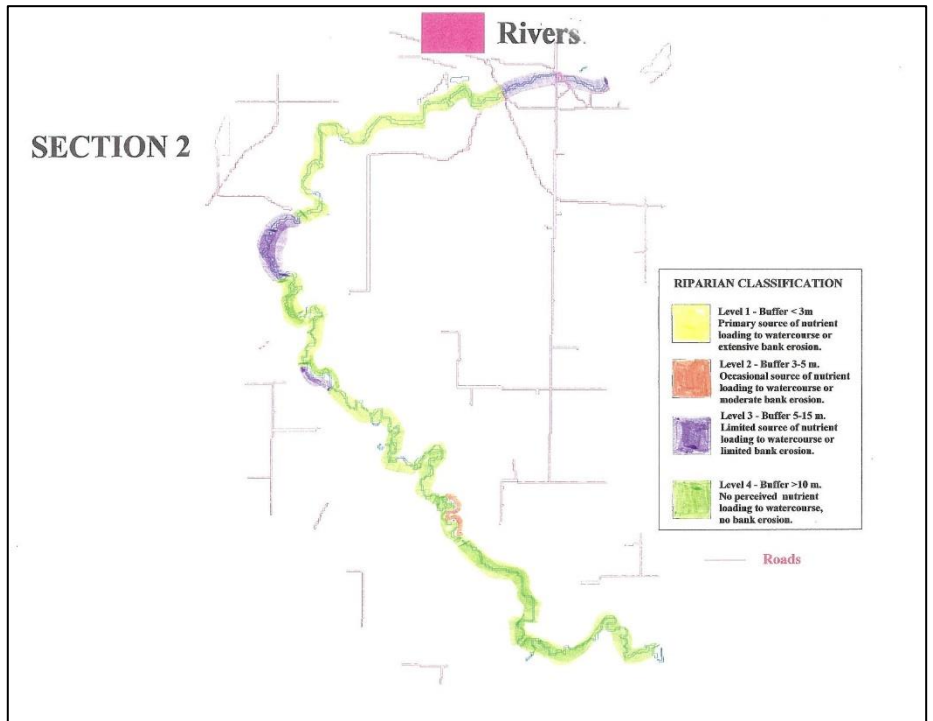 Rivers
SECTION 2
RIPARIAN CLASSIFICATION
Level 1 - Buffer < 3m
Primary source of nutrient
loading to watercourse or
extensive bank erosion.
Level 2 - Buffer 3-5 m.
Occasional source of nutrient
loading to watercourse or
moderate bank erosion.
Level 3 - Buffer 5-15 m.
Limited source of nutrient
loading to watercourse or
limited bank erosion.
Level 4 - Buffer >10 m.
No perceived nutrient
loading to watercourse,
no bank erosion.
Roads